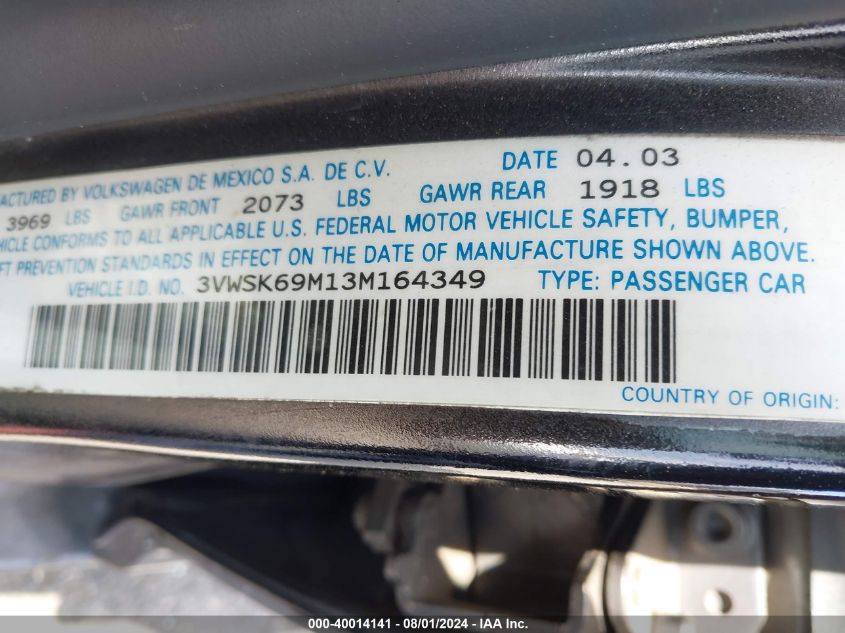 ACTURED BY VOLKSWAGEN DE MEXICO S.A. DE C.V. DATE 04.03
3969 LBS GAWR FRONT 2073 LBS GAWR REAR 1918 LBS
HICLE CONFORMS TO ALL APPLICABLE U.S. FEDERAL MOTOR VEHICLE SAFETY, BUMPER,
FT PREVENTION STANDARDS IN EFFECT ON THE DATE OF MANUFACTURE SHOWN ABOVE.
VEHICLE I.D. NO. 3VWSK69M13M164349 TYPE: PASSENGER CAR
COUNTRY OF ORIGIN:
000-40014141 - 08/01/2024 - IAA Inc.